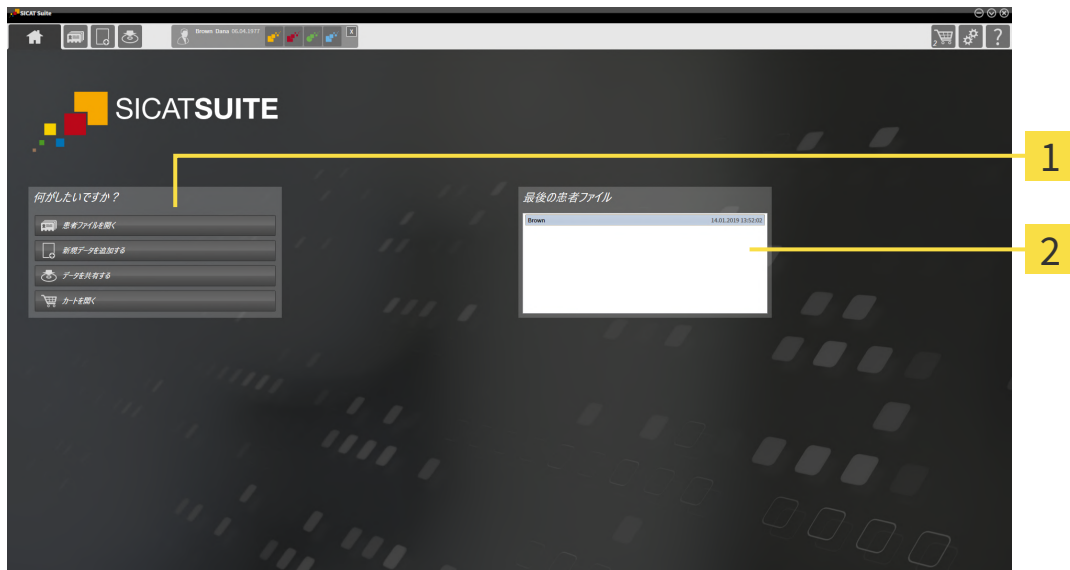 SICAT Suite
Brown Dana 06.04.1977
X
2
?
SICATSUITE
1
何がしたいですか？
患者ファイルを開く
新規データを追加する
データを共有する
カートを開く
最後の患者ファイル
Brown 14.01.2019 13:52:02
2